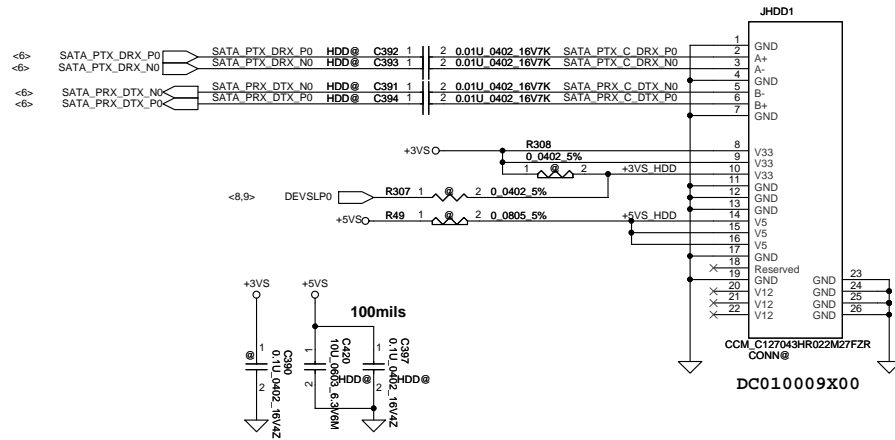 JHDD1
<6> SATA_PTX_DRX_P0 SATA_PTX_DRX_P0 HDD@ C392 1 2 0.01U_0402_16V7K SATA_PTX_C_DRX_P0
<6> SATA_PTX_DRX_N0 SATA_PTX_DRX_N0 HDD@ C393 1 2 0.01U_0402_16V7K SATA_PTX_C_DRX_N0
<6> SATA_PRX_DTX_N0 SATA_PRX_DTX_N0 HDD@ C391 1 2 0.01U_0402_16V7K SATA_PRX_C_DTX_N0
<6> SATA_PRX_DTX_P0 SATA_PRX_DTX_P0 HDD@ C394 1 2 0.01U_0402_16V7K SATA_PRX_C_DTX_P0
1 GND
2 A+
3 A-
4 GND
5 B-
6 B+
7 GND
8 V33
9 V33
10 V33
11 GND
12 GND
13 GND
14 V5
15 V5
16 V5
17 GND
18 Reserved
19 GND
20 V12
21 V12
22 V12
GND 23
GND 24
GND 25
GND 26
+3VS
R308
0_0402_5%
1 @ 2
+3VS_HDD
<8,9> DEVSLP0 R307 1 @ 2 0_0402_5%
+5VS R49 1 @ 2 0_0805_5% +5VS_HDD
CCM_C127043HR022M27FZR
CONN@
DC010009X00
+3VS
+5VS
100mils
@ 1 2 C390
0.1U_0402_16V4Z
1 2 C420
10U_0603_6.3V6M
HDD@
1 2 C397
0.1U_0402_16V4Z
HDD@